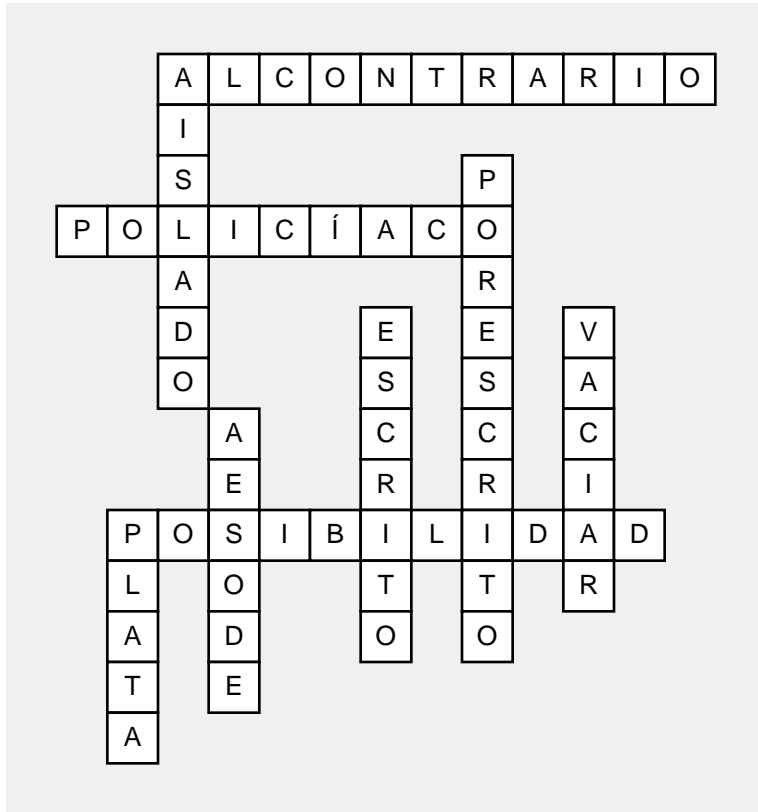 ALCONTRARIO
AISLADO
PORESCRITO
POLICÍACO
ESCRITO
VACIAR
AESODE
POSIBILIDAD
PLATA